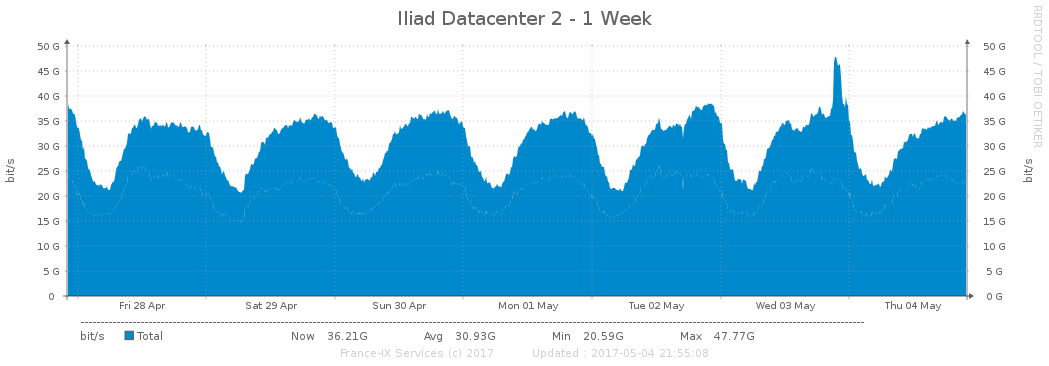 Iliad Datacenter 2 - 1 Week
RRDTOOL / TOBI OETIKER
bit/s
50 G 50 G
45 G 45 G
40 G 40 G
35 G 35 G
30 G 30 G
25 G 25 G
20 G 20 G
15 G 15 G
10 G 10 G
5 G 5 G
0 0 G
bit/s
Fri 28 Apr Sat 29 Apr Sun 30 Apr Mon 01 May Tue 02 May Wed 03 May Thu 04 May
bit/s Total Now 36.21G Avg 30.93G Min 20.59G Max 47.77G
France-IX Services (c) 2017 Updated : 2017-05-04 21:55:08